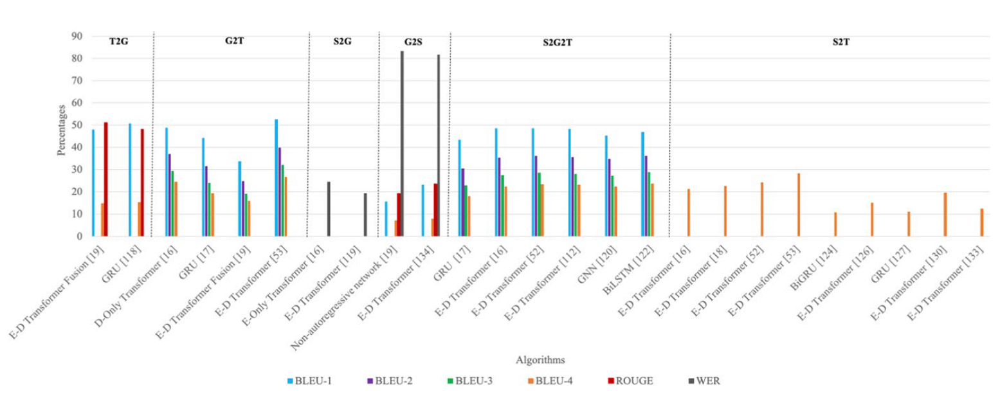 T2G
G2T
S2G
G2S
S2G2T
S2T
90
80
70
60
50
40
30
20
10
0
Percentages
E-D Transformer Fusion [19]
GRU [118]
D-Only Transformer [16]
GRU [17]
E-D Transformer Fusion [19]
E-D Transformer [53]
E-Only Transformer [16]
E-D Transformer [119]
Non-autoregressive network [19]
E-D Transformer [134]
GRU [17]
E-D Transformer [16]
E-D Transformer [52]
E-D Transformer [112]
GNN [120]
BiLSTM [122]
E-D Transformer [16]
E-D Transformer [18]
E-D Transformer [52]
E-D Transformer [53]
BiGRU [124]
E-D Transformer [126]
GRU [127]
E-D Transformer [130]
E-D Transformer [133]
Algorithms
BLEU-1
BLEU-2
BLEU-3
BLEU-4
ROUGE
WER